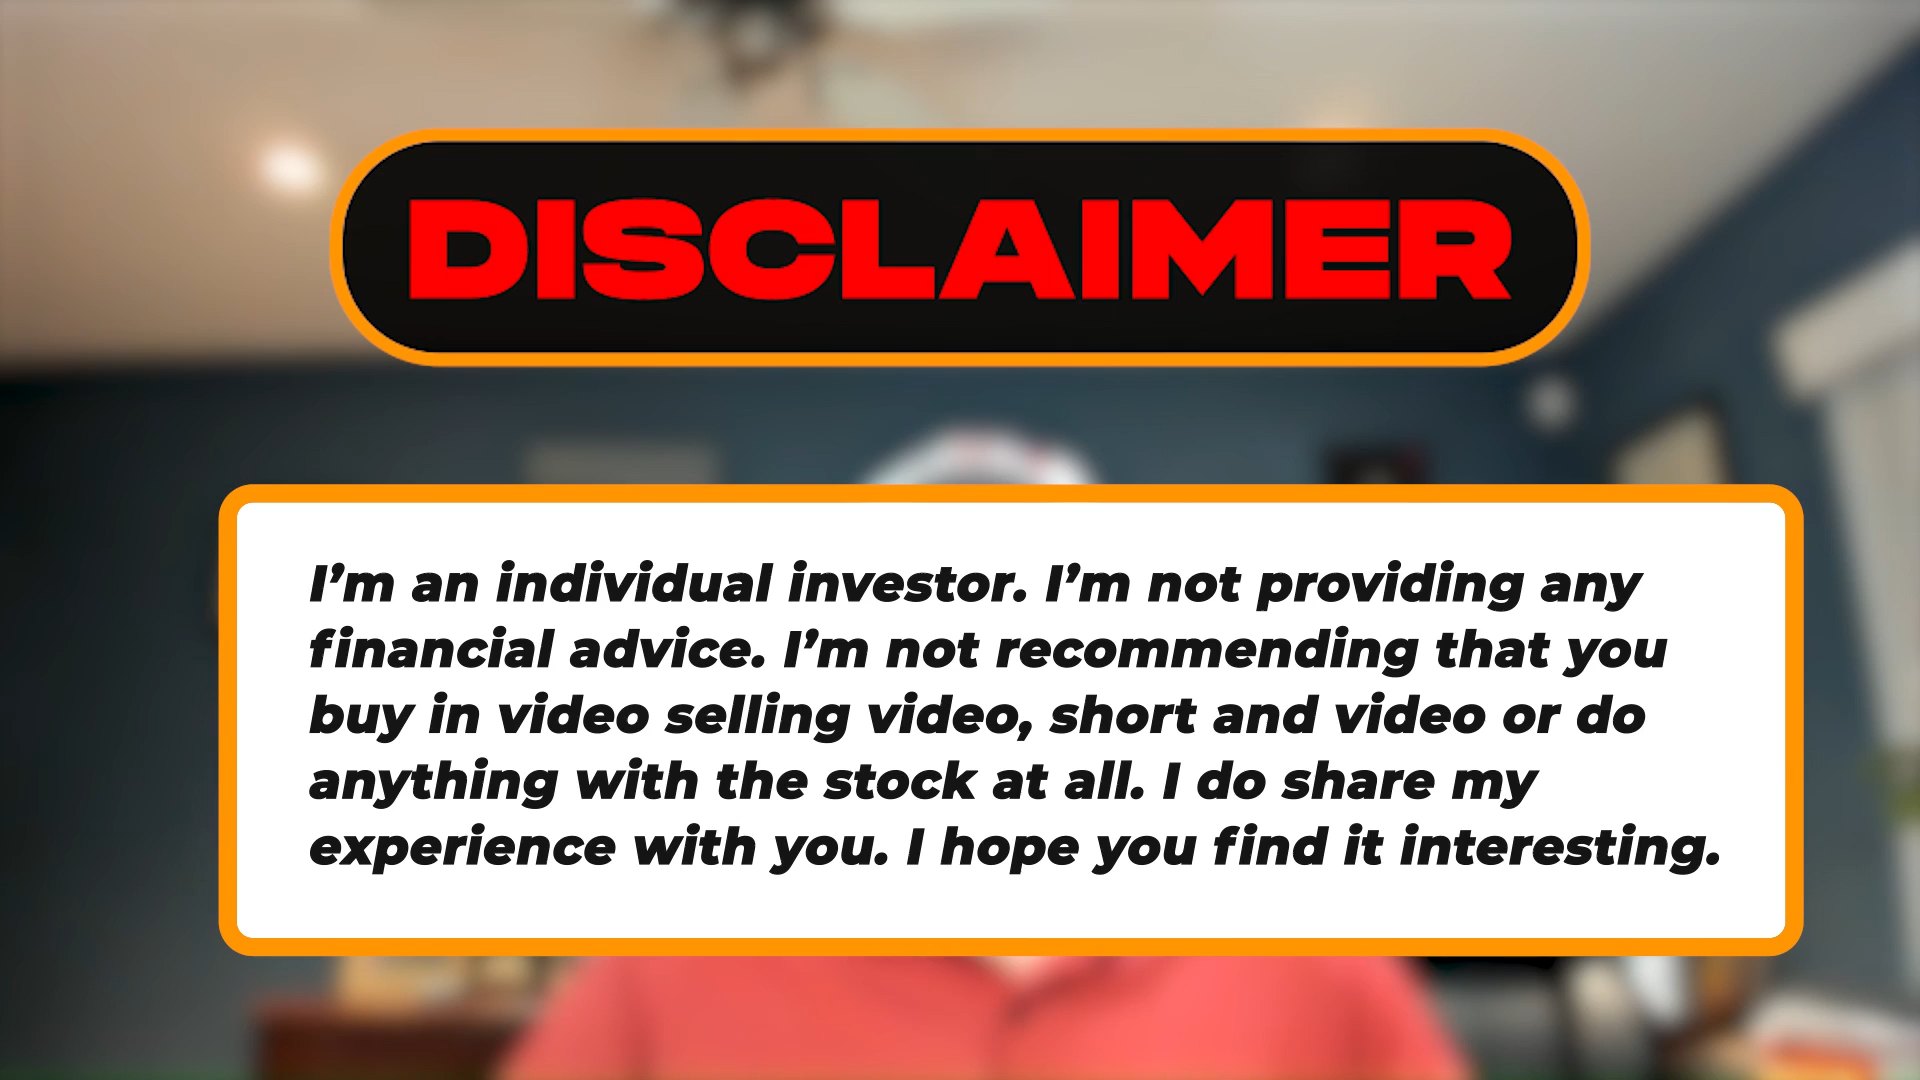 DISCLAIMER
I’m an individual investor. I’m not providing any
financial advice. I’m not recommending that you
buy in video selling video, short and video or do
anything with the stock at all. I do share my
experience with you. I hope you find it interesting.